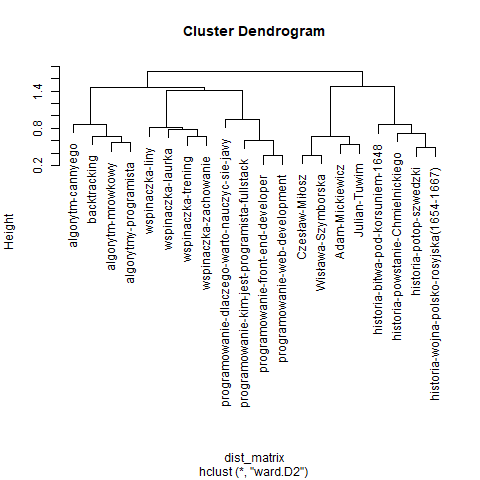 Cluster Dendrogram
Height
0.2
0.8
1.4
algorytm-cannyego
backtracking
algorytm-mrowkowy
algorytmy-programista
wspinaczka-liny
wspinaczka-laurka
wspinaczka-trening
wspinaczka-zachowanie
programowanie-dlaczego-warto-nauczyc-sie-javy
programowanie-kim-jest-programista-fullstack
programowanie-front-end-developer
programowanie-web-development
Czesław-Miłosz
Wisława-Szymborska
Adam-Mickiewicz
Julian-Tuwim
historia-bitwa-pod-korsuniem-1648
historia-powstanie-Chmielnickiego
historia-potop-szwedzki
historia-wojna-polsko-rosyjska(1654-1667)
dist_matrix
hclust (*, "ward.D2")